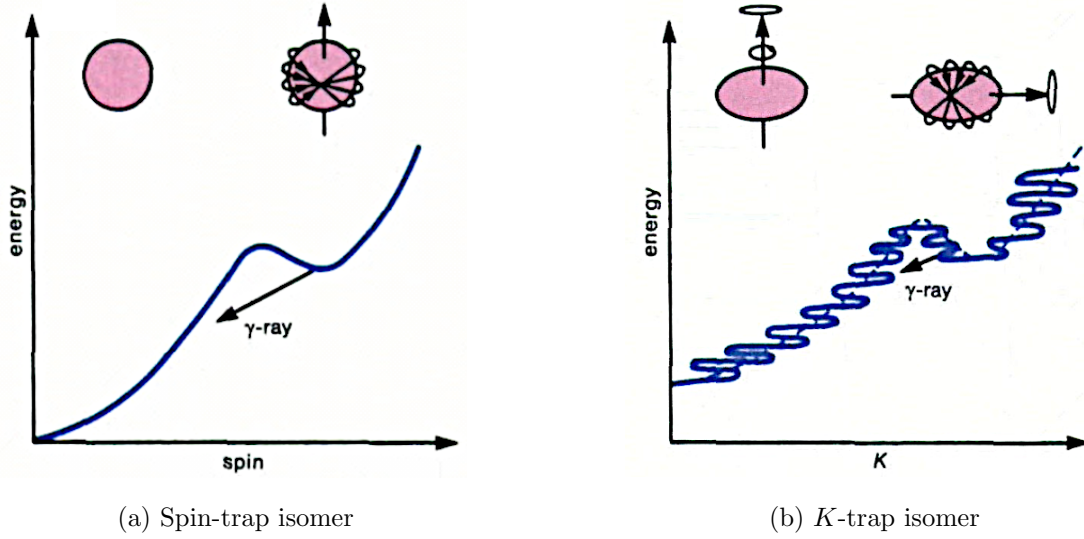 energy
γ-ray
spin
(a) Spin-trap isomer
energy
γ-ray
K
(b) K-trap isomer